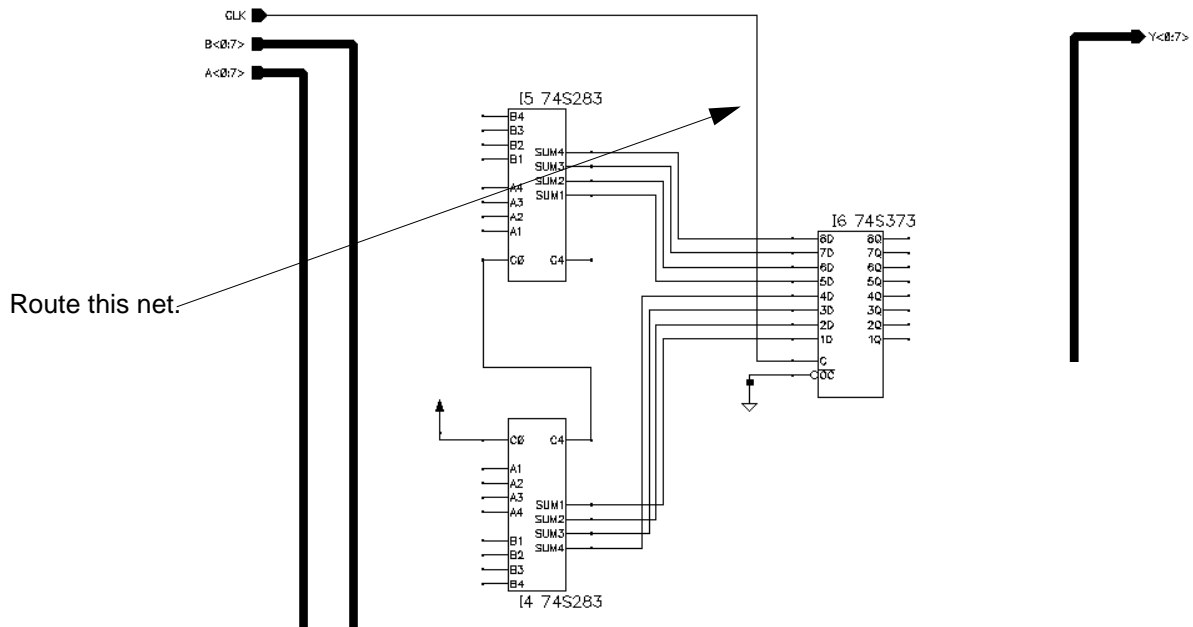 CLK
B<0:7>
A<0:7>
Y<0:7>
I5 74S283
B4
B3
B2
B1
A4
A3
A2
A1
C0
SUM4
SUM3
SUM2
SUM1
C4
I6 74S373
8D 8Q
7D 7Q
6D 6Q
5D 5Q
4D 4Q
3D 3Q
2D 2Q
1D 1Q
G
OC
Route this net.
C0 C4
A1
A2
A3
A4
B1
B2
B3
B4
SUM1
SUM2
SUM3
SUM4
I4 74S283